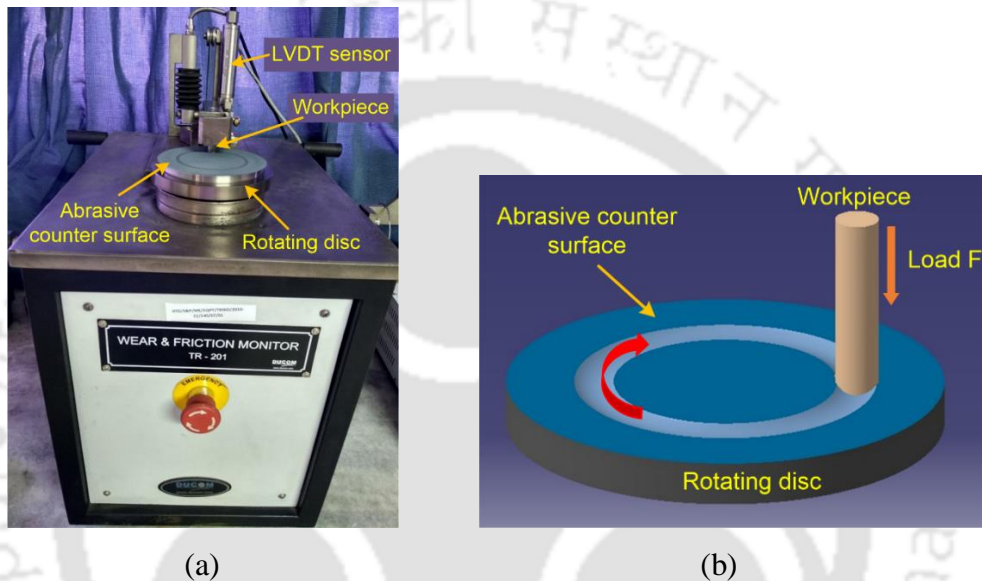 LVDT sensor
Workpiece
Abrasive
counter surface
Rotating disc
WEAR & FRICTION MONITOR
TR - 201
DUCOM
EMERGENCY
DUCOM
(a)
Workpiece
Abrasive counter
surface
Load F
Rotating disc
(b)